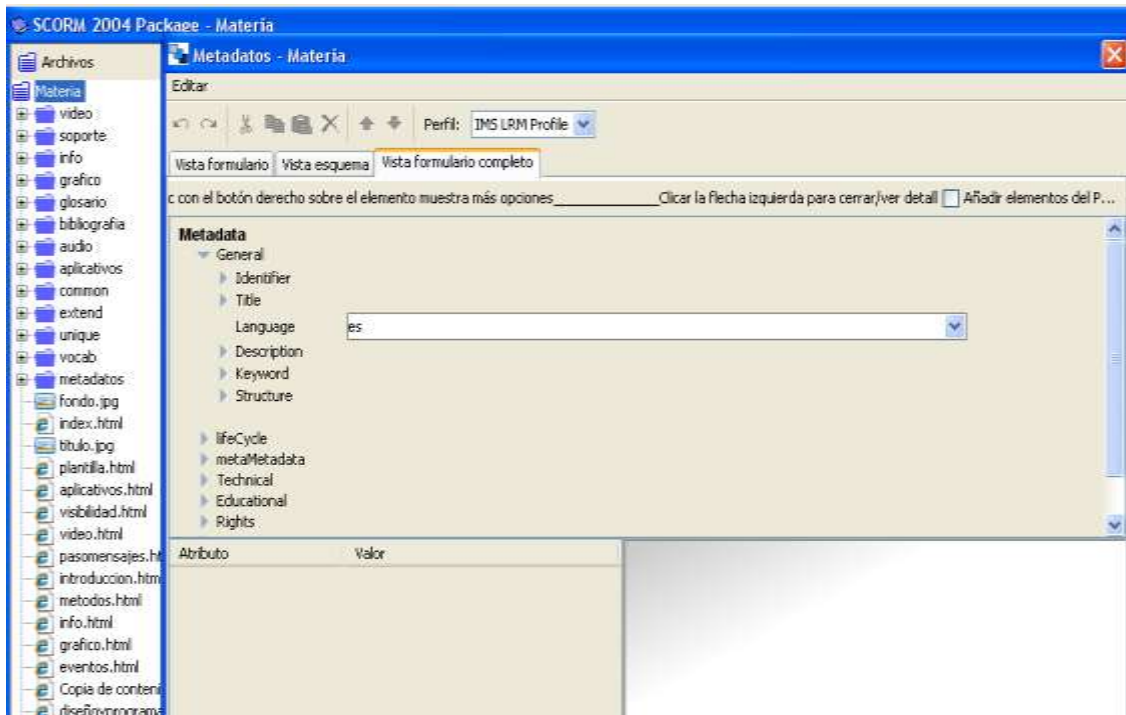 SCORM 2004 Package - Materia
Archivos
Materia
video
soporte
info
grafico
glosario
bibliografia
audio
aplicativos
common
extend
unique
vocab
metadatos
fondo.jpg
index.html
titulo.jpg
plantilla.html
aplicativos.html
visibilidad.html
video.html
pasomensajes.ht
introduccion.htm
metodos.html
info.html
grafico.html
eventos.html
Copia de conteni
diseñoyprograma
Metadatos - Materia
Editar
Perfil: IMS LRM Profile
Vista formulario Vista esquema Vista formulario completo
c con el botón derecho sobre el elemento muestra más opciones______________Clicar la flecha izquierda para cerrar/ver detall Añadir elementos del P...
Metadata
General
Identifier
Title
Language es
Description
Keyword
Structure
lifeCycle
metaMetadata
Technical
Educational
Rights
Atributo Valor